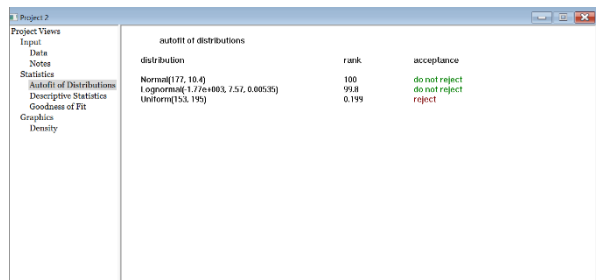 Project 2
Project Views
Input
Data
Notes
Statistics
Autofit of Distributions
Descriptive Statistics
Goodness of Fit
Graphics
Density
autofit of distributions
distribution rank acceptance
Normal(177, 10.4) 100 do not reject
Lognormal(-1.77e+003, 7.57, 0.00535) 99.8 do not reject
Uniform(153, 195) 0.199 reject